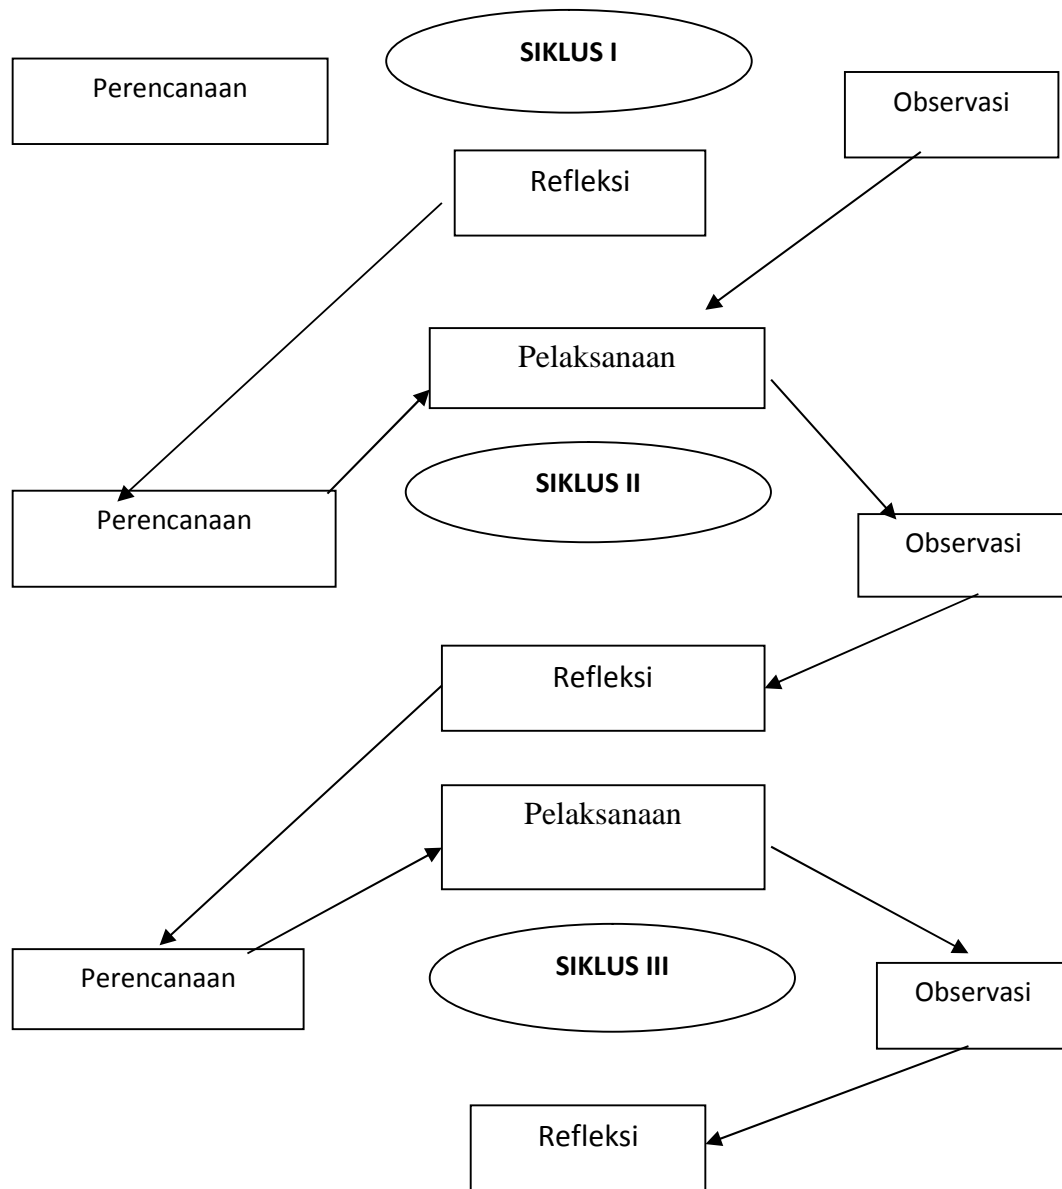 SIKLUS I
Perencanaan
Observasi
Refleksi
Pelaksanaan
SIKLUS II
Perencanaan
Observasi
Refleksi
Pelaksanaan
SIKLUS III
Perencanaan
Observasi
Refleksi